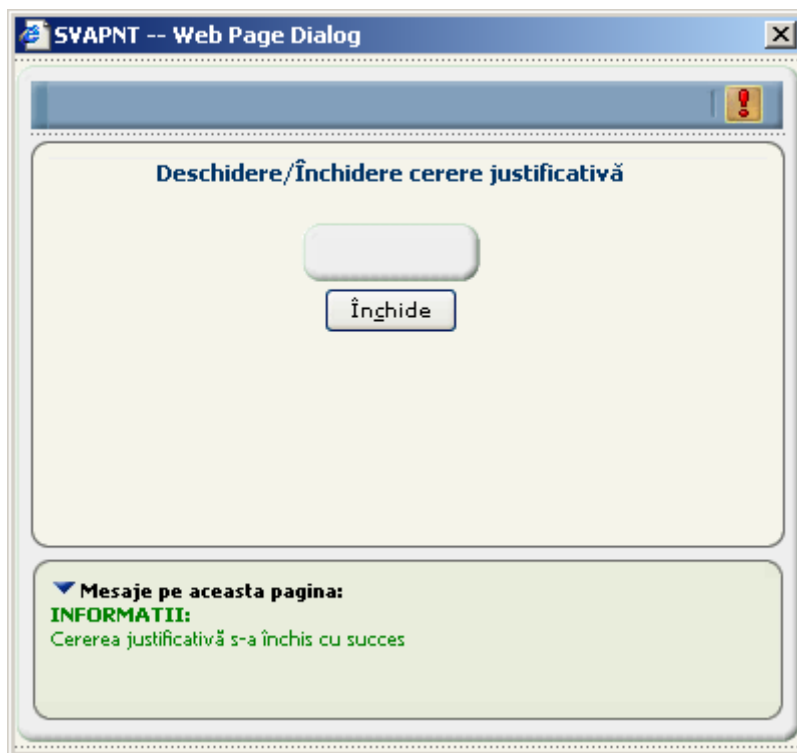 SVAPNT -- Web Page Dialog
Deschidere/Închidere cerere justificativă
Închide
Mesaje pe aceasta pagina:
INFORMATII:
Cererea justificativă s-a închis cu succes